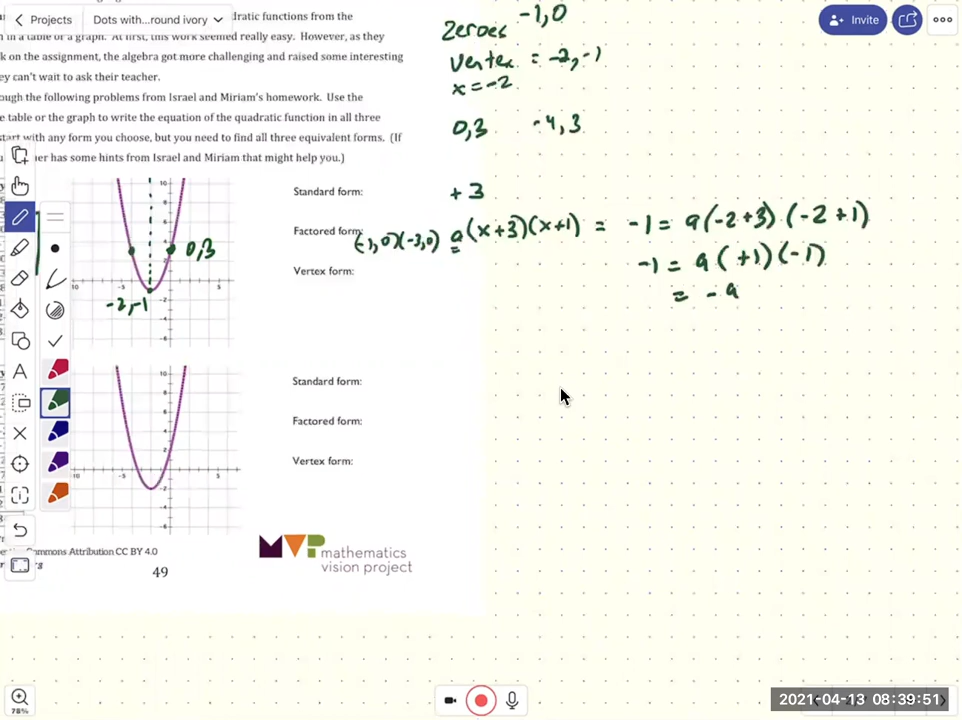 Projects Dots with...round ivory
Invite
dratic functions from the
in a table or a graph. At first, this work seemed really easy. However, as they
k on the assignment, the algebra got more challenging and raised some interesting
ey can't wait to ask their teacher.
ough the following problems from Israel and Miriam's homework. Use the
e table or the graph to write the equation of the quadratic function in all three
start with any form you choose, but you need to find all three equivalent forms. (If
her has some hints from Israel and Miriam that might help you.)
zeroes -1,0
vertex = -2,-1
x=-2
0,3 -4,3
Standard form: +3
Factored form: (-1,0)(-3,0) a(x+3)(x+1) = -1 = a(-2+3)(-2+1)
-1 = a(+1)(-1)
= -a
Vertex form:
0,3
-2,-1
Standard form:
Factored form:
Vertex form:
Commons Attribution CC BY 4.0
MVP mathematics
vision project
49
78%
2021-04-13 08:39:51